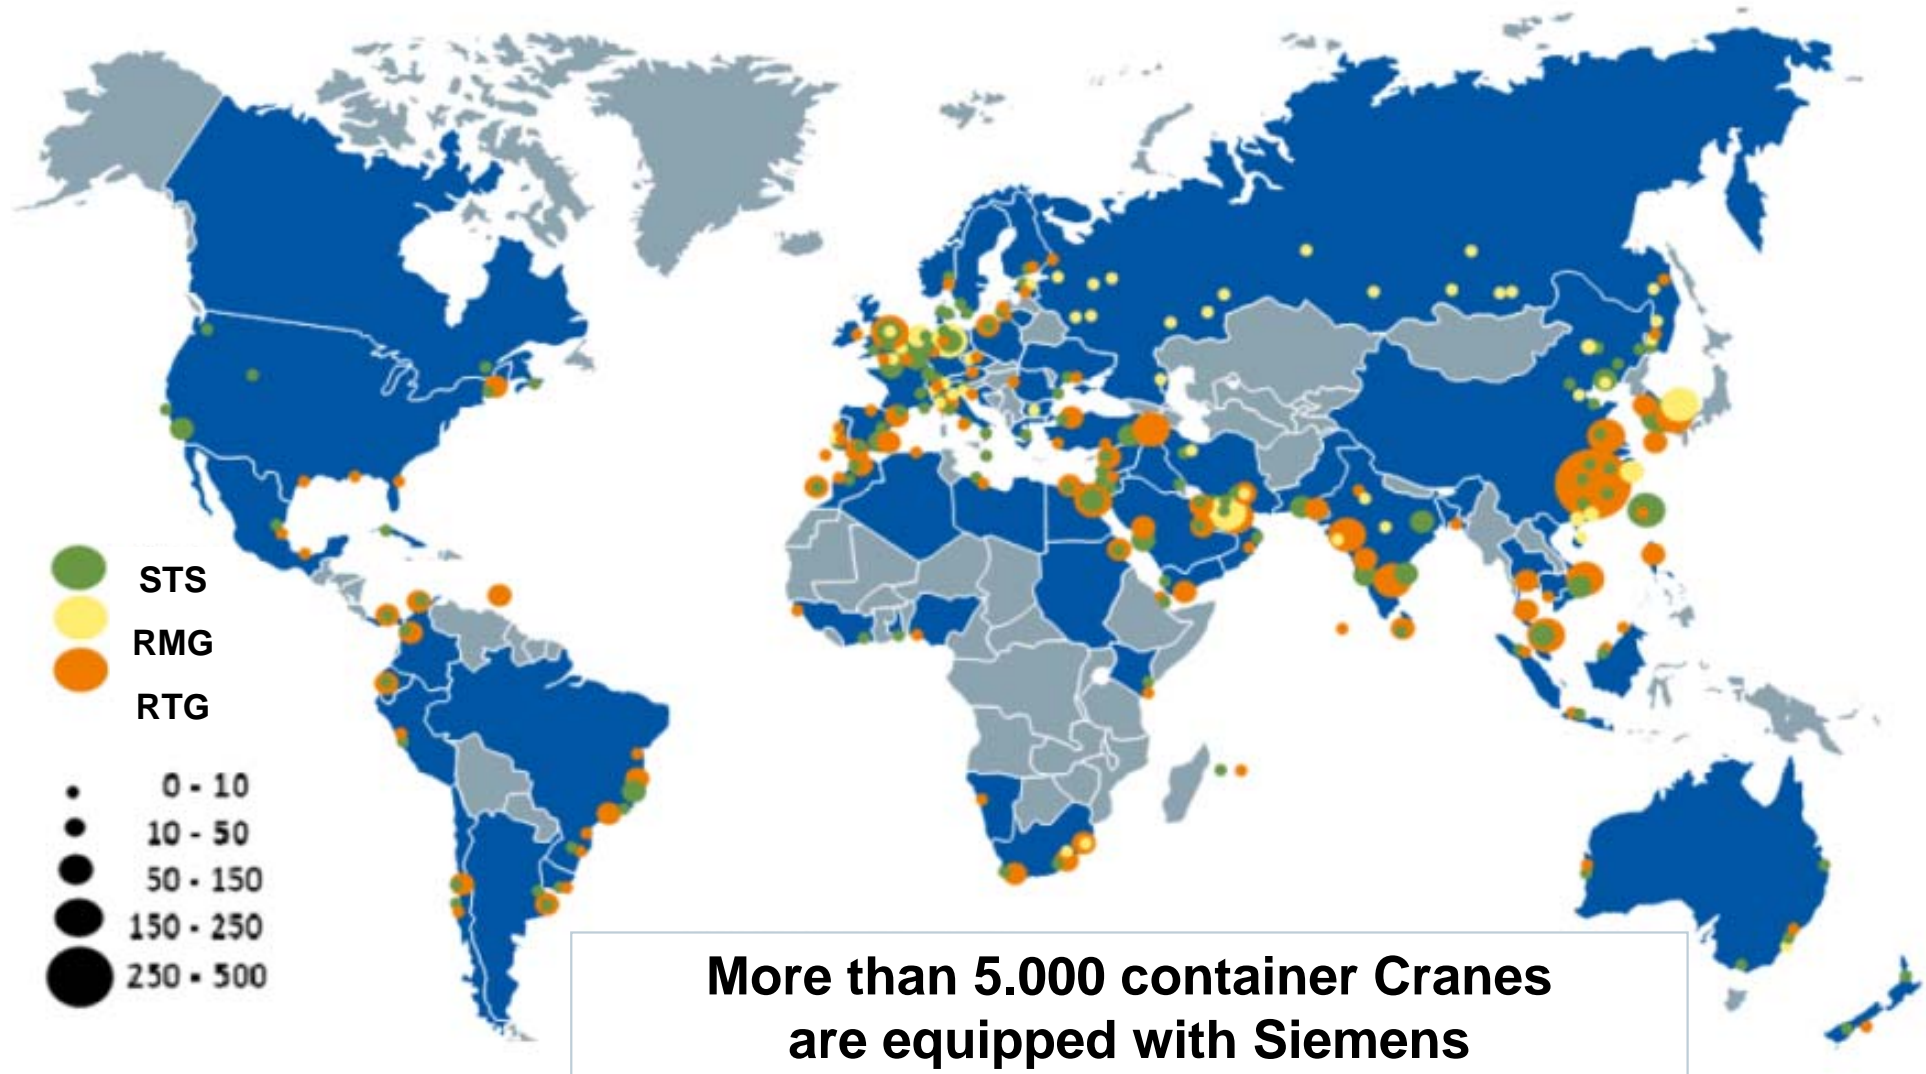 STS
RMG
RTG
0 - 10
10 - 50
50 - 150
150 - 250
250 - 500
More than 5.000 container Cranes
are equipped with Siemens